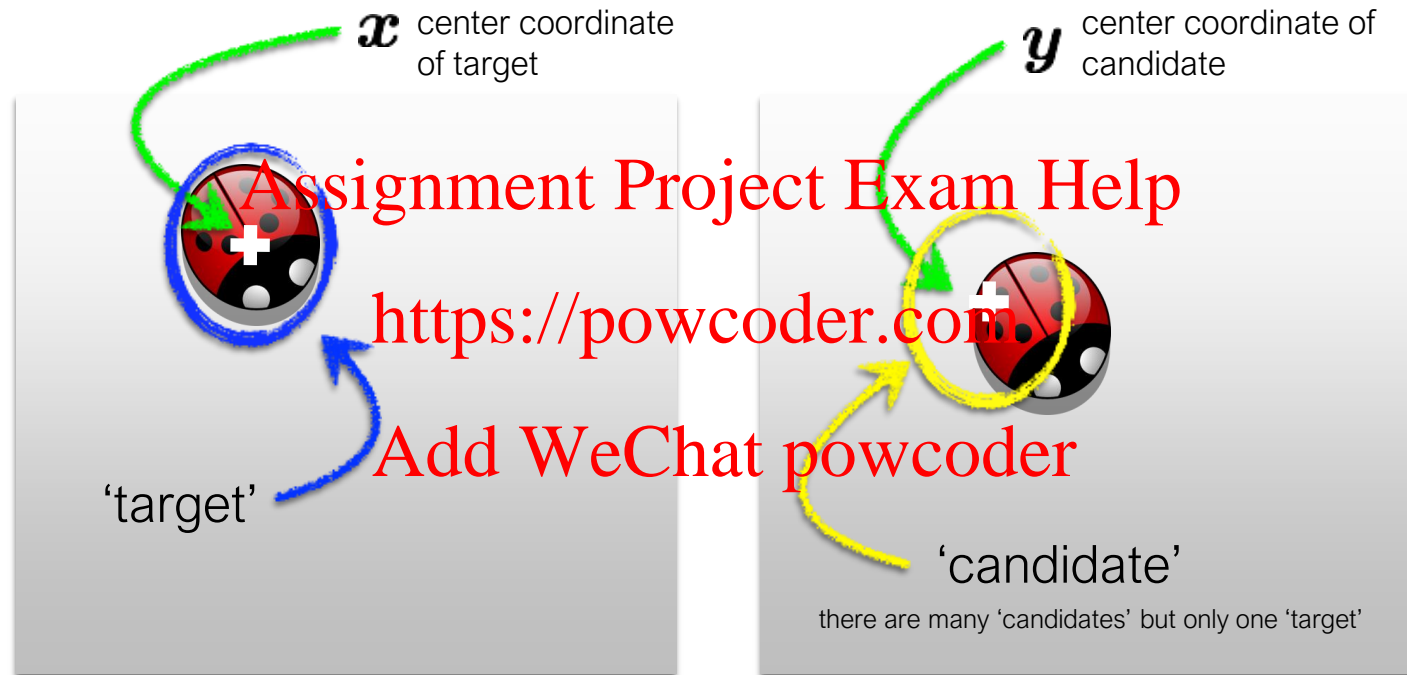 x center coordinate
of target
y center coordinate of
candidate
Assignment Project Exam Help
https://powcoder.com
Add WeChat powcoder
‘target’
‘candidate’
there are many ‘candidates’ but only one ‘target’